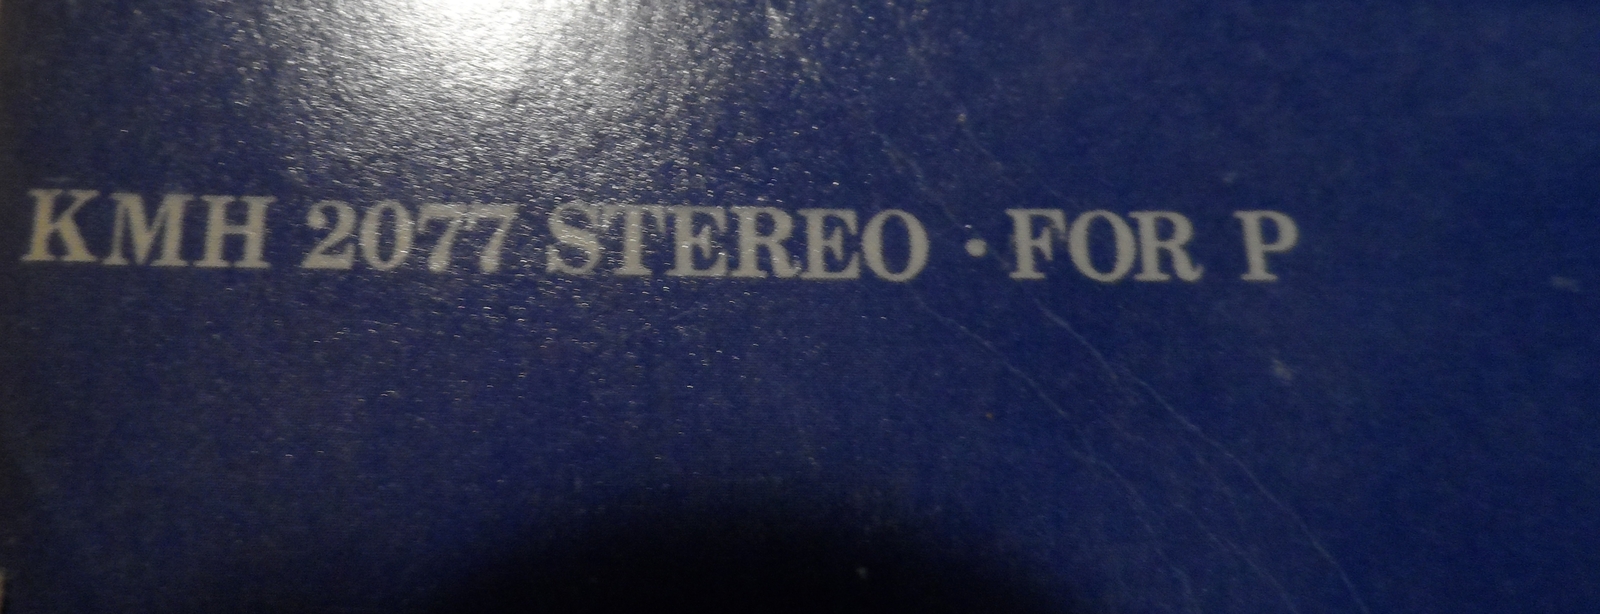 KMH 2077 STEREO · FOR P